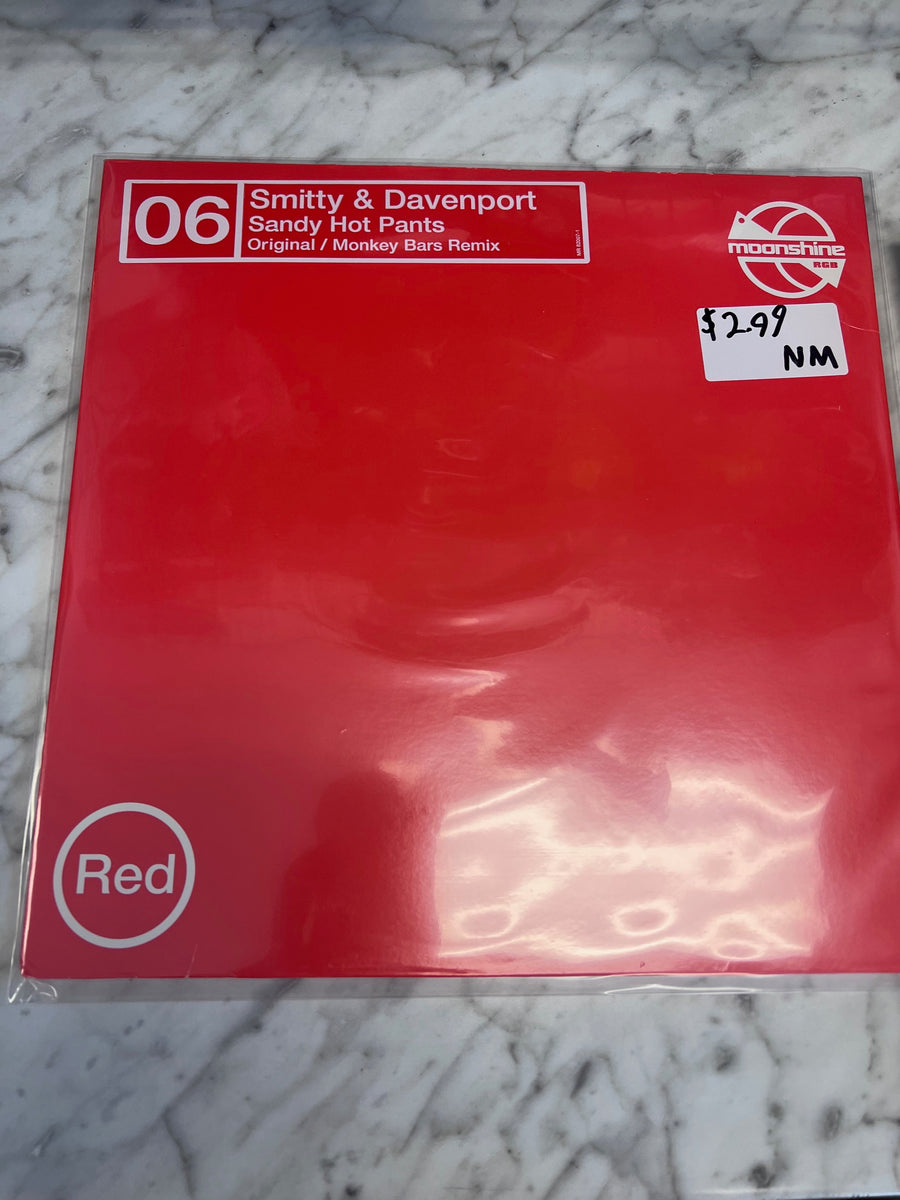 06
Smitty & Davenport
Sandy Hot Pants
Original / Monkey Bars Remix
moonshine
RGB
$2.99
NM
Red